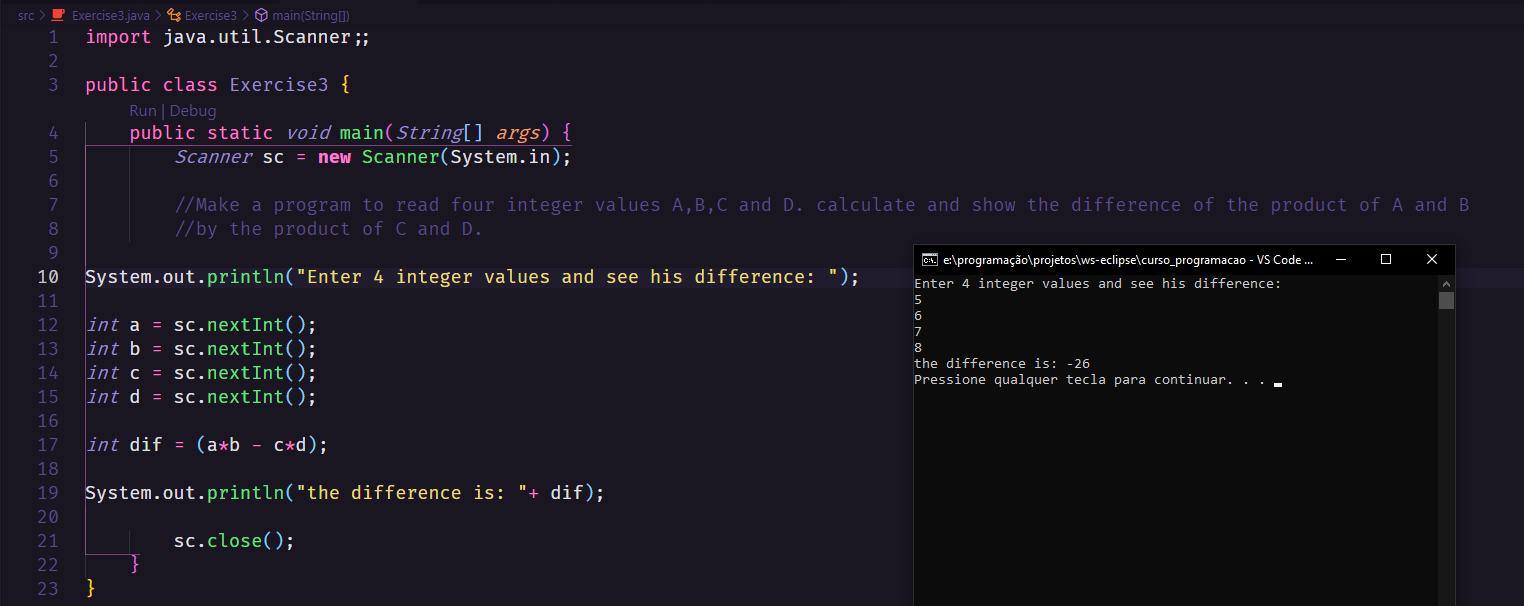 src > Exercise3.java > Exercise3 > main(String[])
1 import java.util.Scanner;;
2
3 public class Exercise3 {
Run | Debug
4 public static void main(String[] args) {
5 Scanner sc = new Scanner(System.in);
6
7 //Make a program to read four integer values A,B,C and D. calculate and show the difference of the product of A and B
8 //by the product of C and D.
9
10 System.out.println("Enter 4 integer values and see his difference: ");
11
12 int a = sc.nextInt();
13 int b = sc.nextInt();
14 int c = sc.nextInt();
15 int d = sc.nextInt();
16
17 int dif = (a*b - c*d);
18
19 System.out.println("the difference is: "+ dif);
20
21 sc.close();
22 }
23 }
e:\programação\projetos\ws-eclipse\curso_programacao - VS Code ...
Enter 4 integer values and see his difference:
5
6
7
8
the difference is: -26
Pressione qualquer tecla para continuar. . .